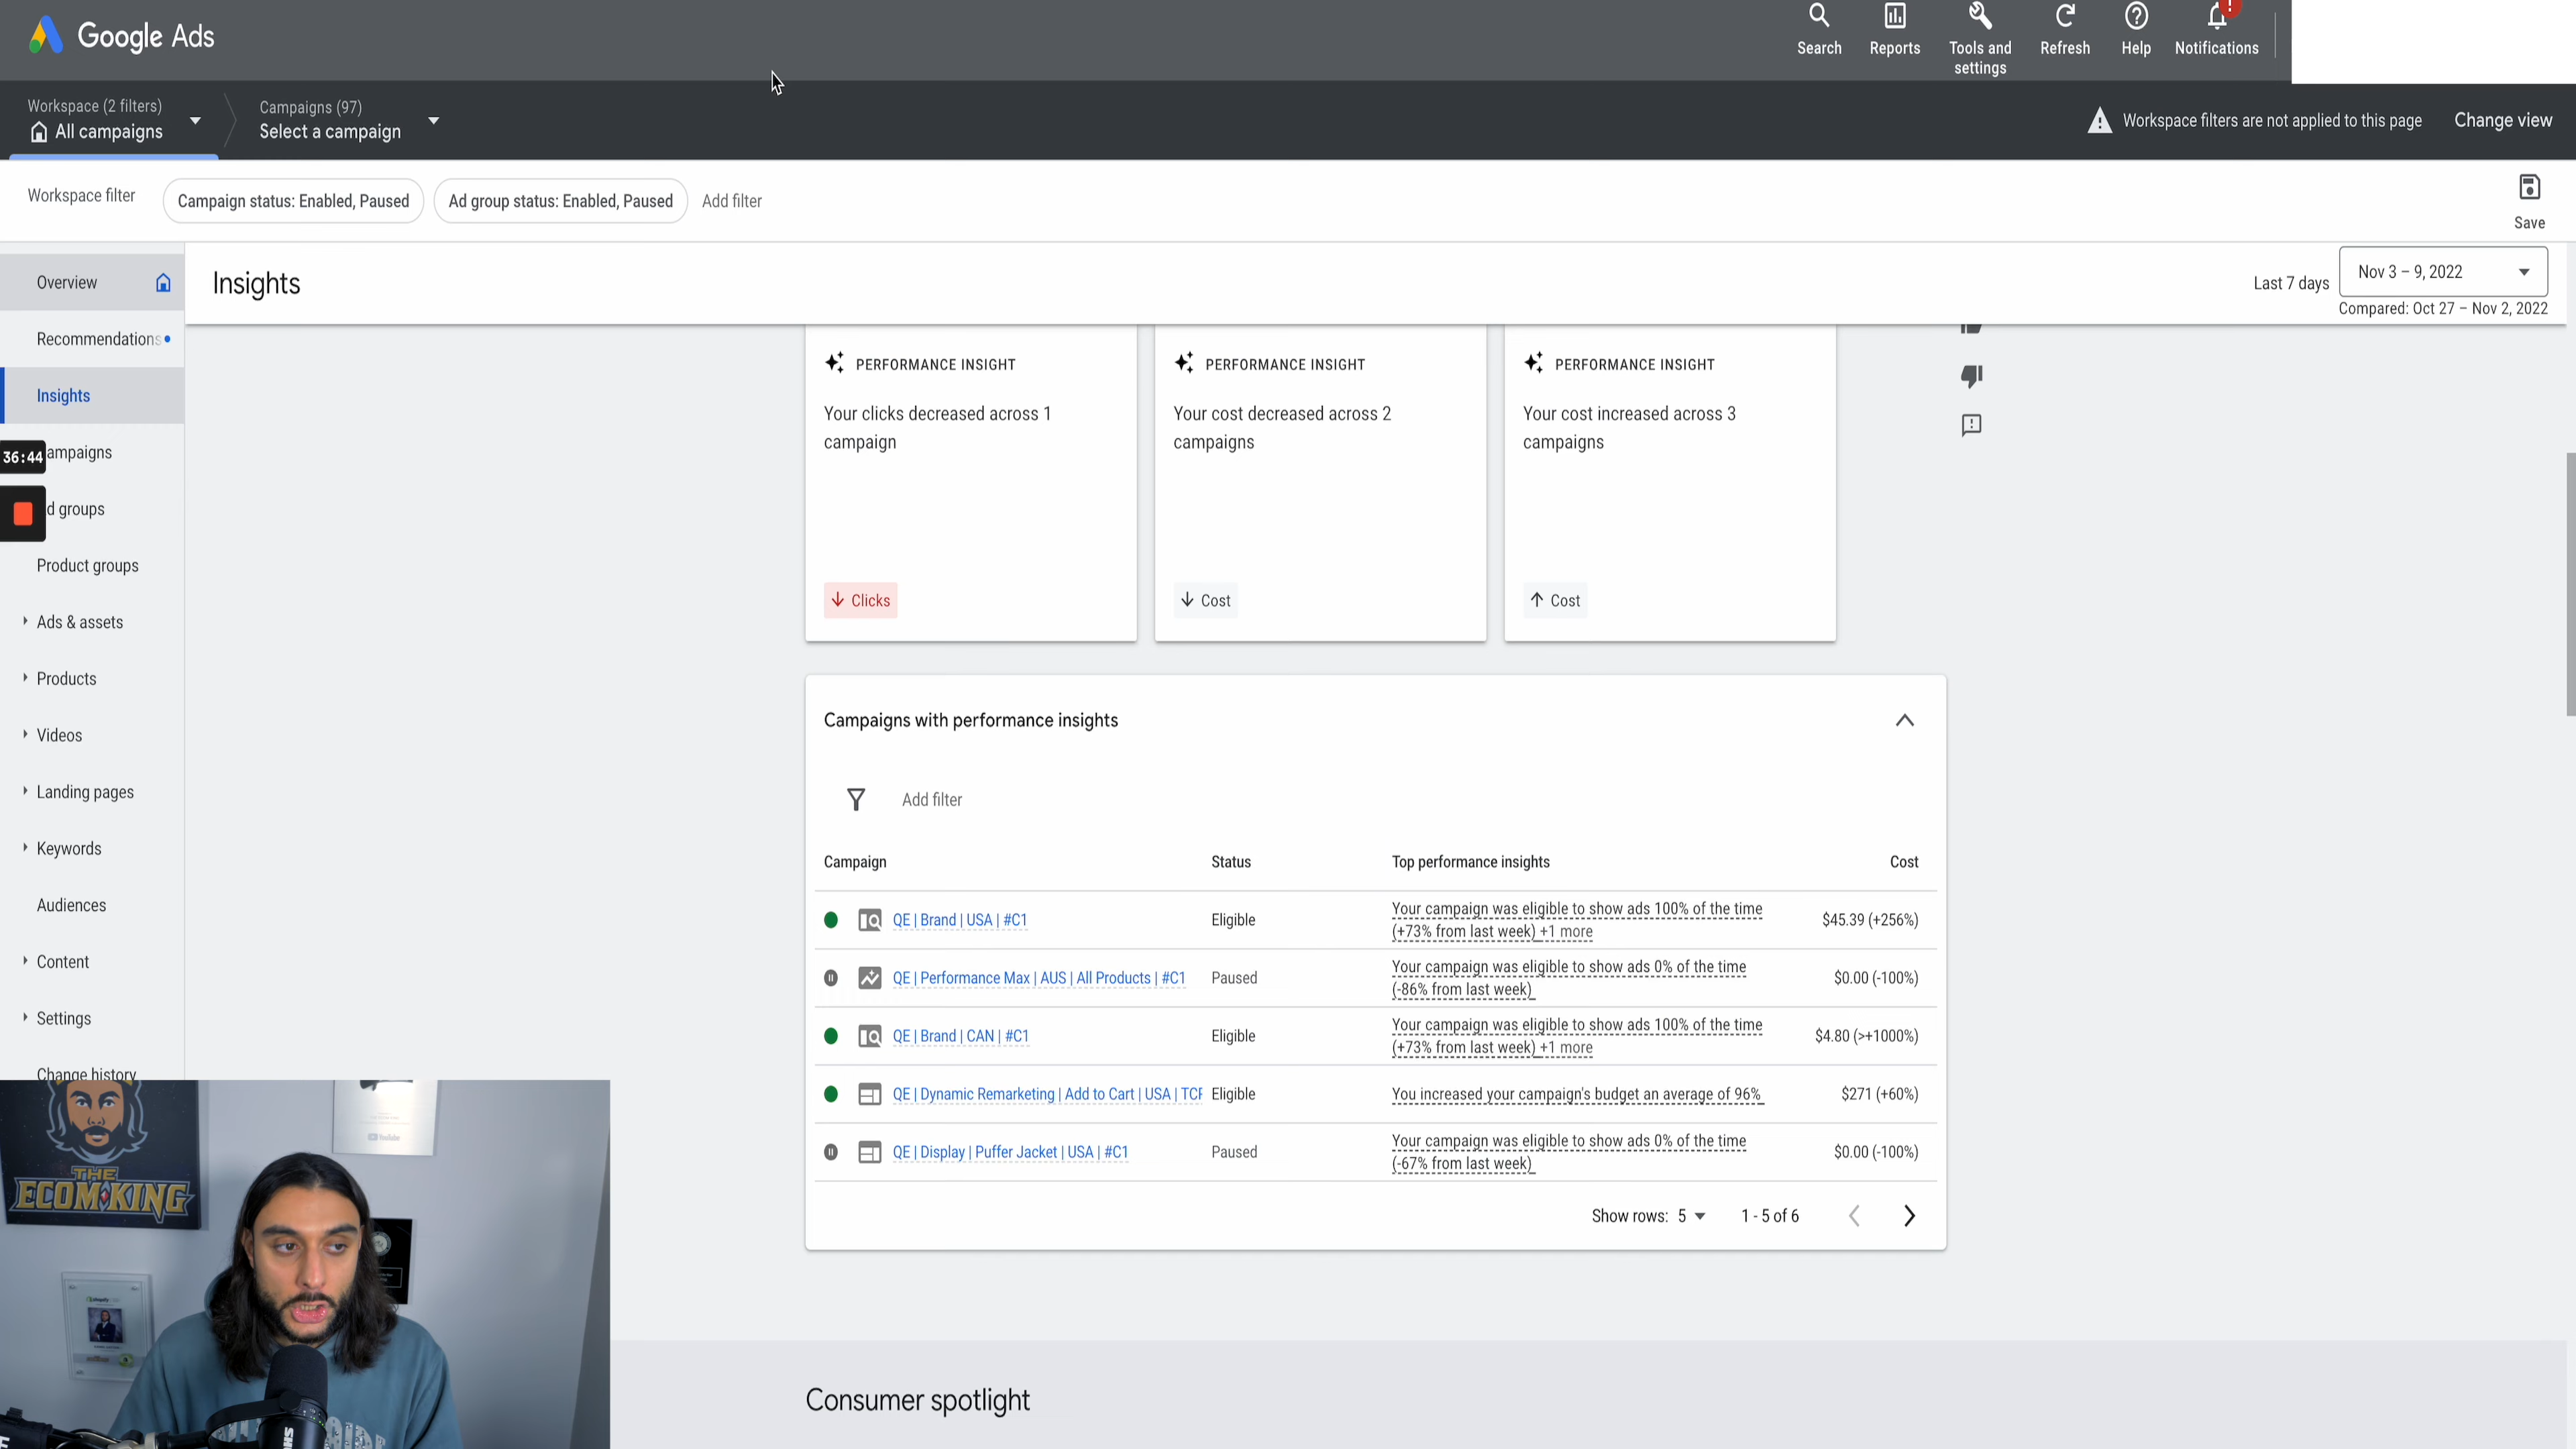 Google Ads
Search
Reports
Tools and
settings
Refresh
Help
Notifications
Workspace (2 filters)
All campaigns
Campaigns (97)
Select a campaign
Workspace filters are not applied to this page
Change view
Workspace filter
Campaign status: Enabled, Paused
Ad group status: Enabled, Paused
Add filter
Save
Overview
Recommendations
Insights
ampaigns
d groups
Product groups
Ads & assets
Products
Videos
Landing pages
Keywords
Audiences
Content
Settings
Change history
36:44
Insights
Last 7 days
Nov 3 – 9, 2022
Compared: Oct 27 – Nov 2, 2022
PERFORMANCE INSIGHT
Your clicks decreased across 1
campaign
Clicks
PERFORMANCE INSIGHT
Your cost decreased across 2
campaigns
Cost
PERFORMANCE INSIGHT
Your cost increased across 3
campaigns
Cost
Campaigns with performance insights
Add filter
Campaign Status Top performance insights Cost
QE | Brand | USA | #C1 Eligible Your campaign was eligible to show ads 100% of the time $45.39 (+256%)
(+73% from last week) +1 more
QE | Performance Max | AUS | All Products | #C1 Paused Your campaign was eligible to show ads 0% of the time $0.00 (-100%)
(-86% from last week)
QE | Brand | CAN | #C1 Eligible Your campaign was eligible to show ads 100% of the time $4.80 (>+1000%)
(+73% from last week) +1 more
QE | Dynamic Remarketing | Add to Cart | USA | TCF Eligible You increased your campaign's budget an average of 96% $271 (+60%)
QE | Display | Puffer Jacket | USA | #C1 Paused Your campaign was eligible to show ads 0% of the time $0.00 (-100%)
(-67% from last week)
Show rows: 5 1 - 5 of 6
Consumer spotlight
THE
ECOM KING
YouTube
shopify